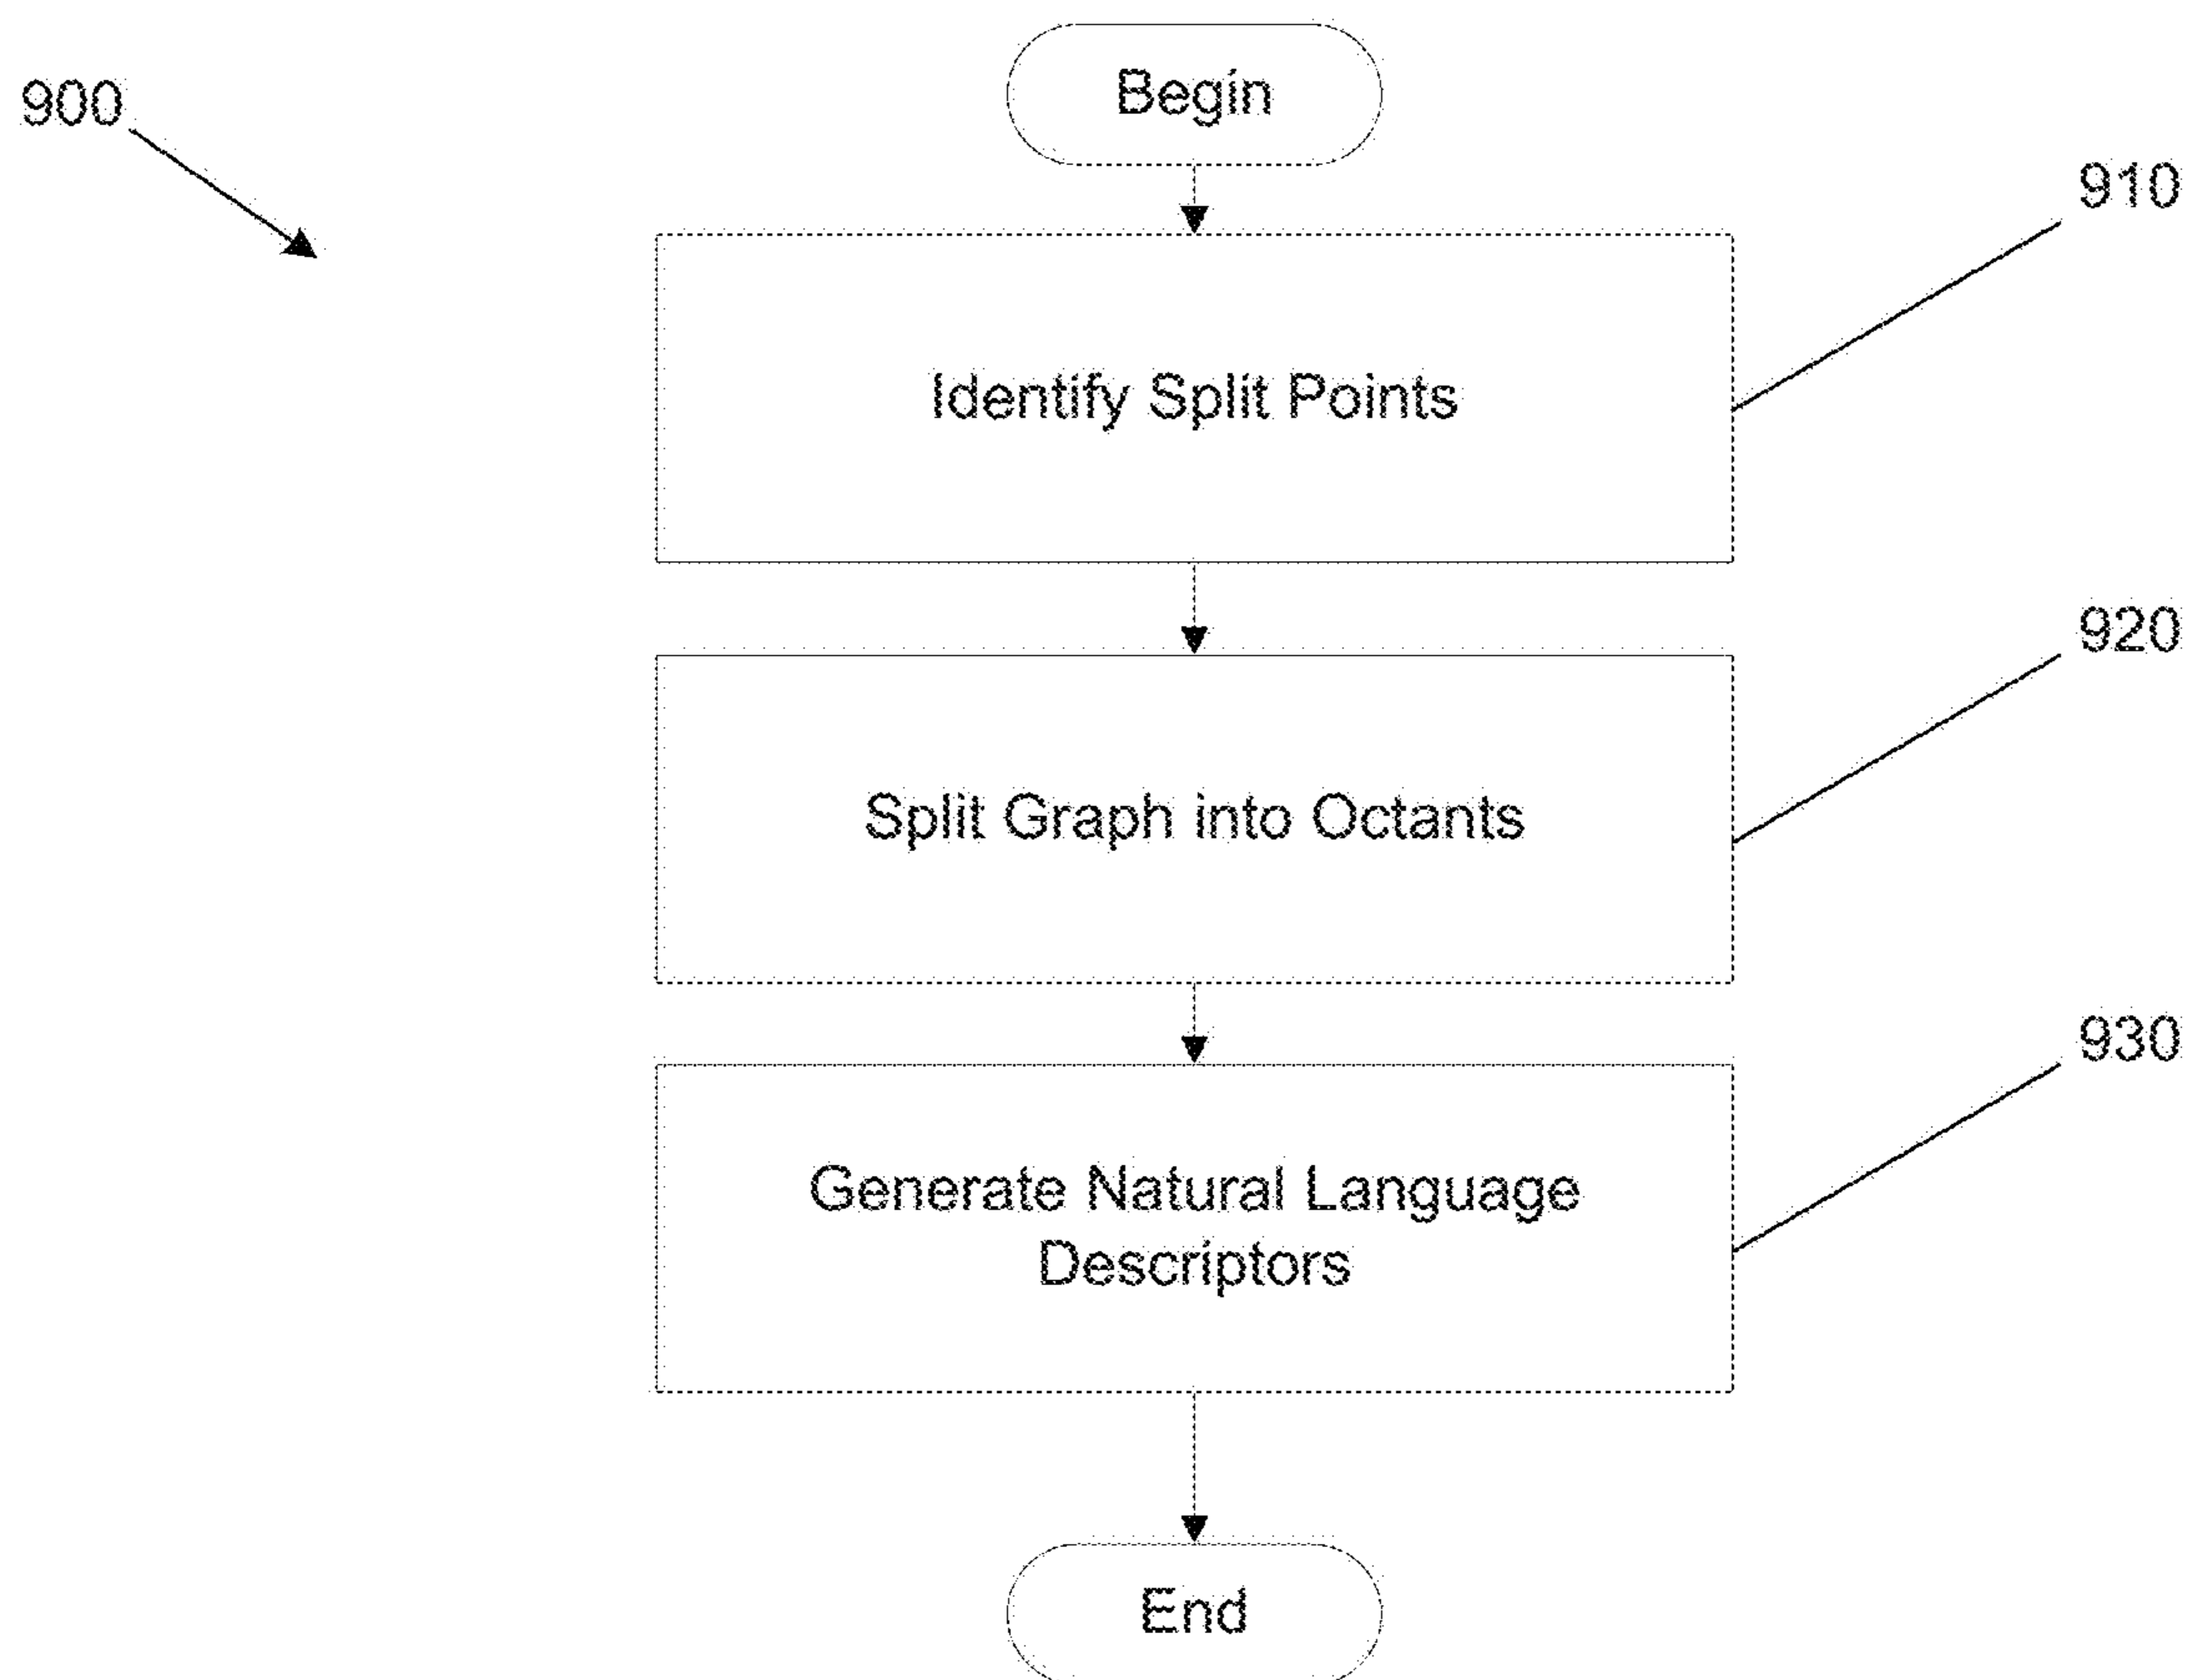 Begin
900
910
Identify Split Points
920
Split Graph into Octants
930
Generate Natural Language
Descriptors
End